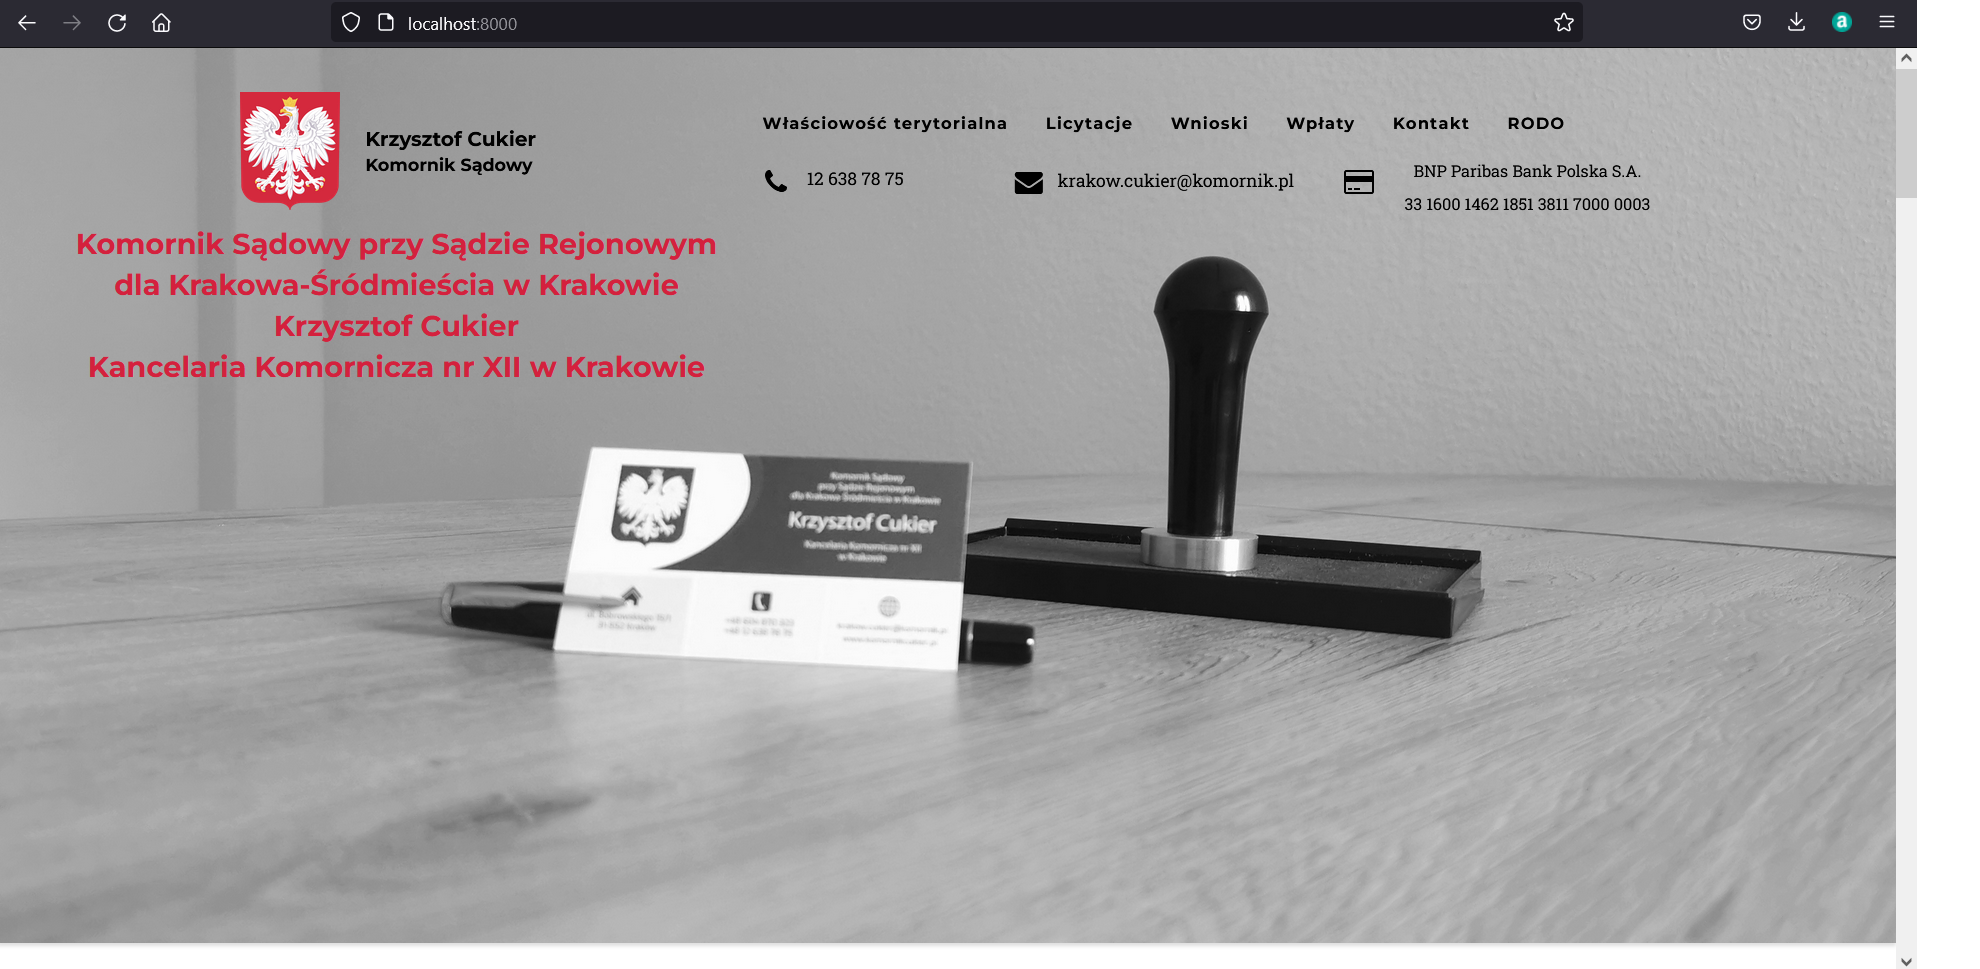 localhost:8000
Krzysztof Cukier
Komornik Sądowy
Właściowość terytorialna Licytacje Wnioski Wpłaty Kontakt RODO
12 638 78 75
krakow.cukier@komornik.pl
BNP Paribas Bank Polska S.A.
33 1600 1462 1851 3811 7000 0003
Komornik Sądowy przy Sądzie Rejonowym
dla Krakowa-Śródmieścia w Krakowie
Krzysztof Cukier
Kancelaria Komornicza nr XII w Krakowie
Komornik Sądowy
przy Sądzie Rejonowym
dla Krakowa Śródmieścia w Krakowie
Krzysztof Cukier
Kancelaria Komornicza nr XII
w Krakowie